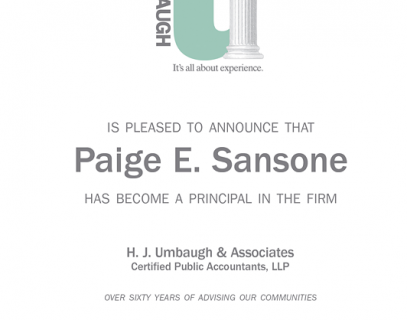 AUGH
It's all about experience.
IS PLEASED TO ANNOUNCE THAT
Paige E. Sansone
HAS BECOME A PRINCIPAL IN THE FIRM
H. J. Umbaugh & Associates
Certified Public Accountants, LLP
OVER SIXTY YEARS OF ADVISING OUR COMMUNITIES